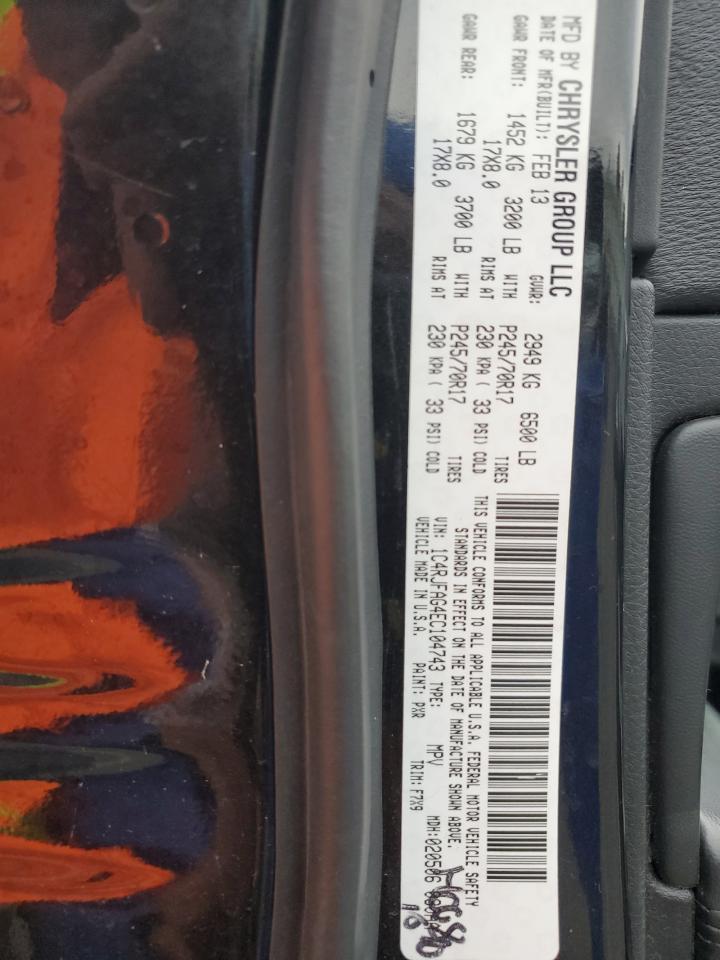 MFD BY CHRYSLER GROUP LLC
DATE OF MFR(BUILT): FEB 13 GVWR: 2949 KG 6500 LB
GAWR FRONT: 1452 KG 3200 LB WITH P245/70R17 TIRES
17X8.0 RIMS AT 230 KPA ( 33 PSI) COLD
GAWR REAR: 1679 KG 3700 LB WITH P245/70R17 TIRES
17X8.0 RIMS AT 230 KPA ( 33 PSI) COLD
THIS VEHICLE CONFORMS TO ALL APPLICABLE U.S.A. FEDERAL MOTOR VEHICLE SAFETY
STANDARDS IN EFFECT ON THE DATE OF MANUFACTURE SHOWN ABOVE.
VIN: 1C4RJFAG4EC104743 TYPE: MPV MDH:020506
VEHICLE MADE IN U.S.A. PAINT: PXR TRIM: F7X9